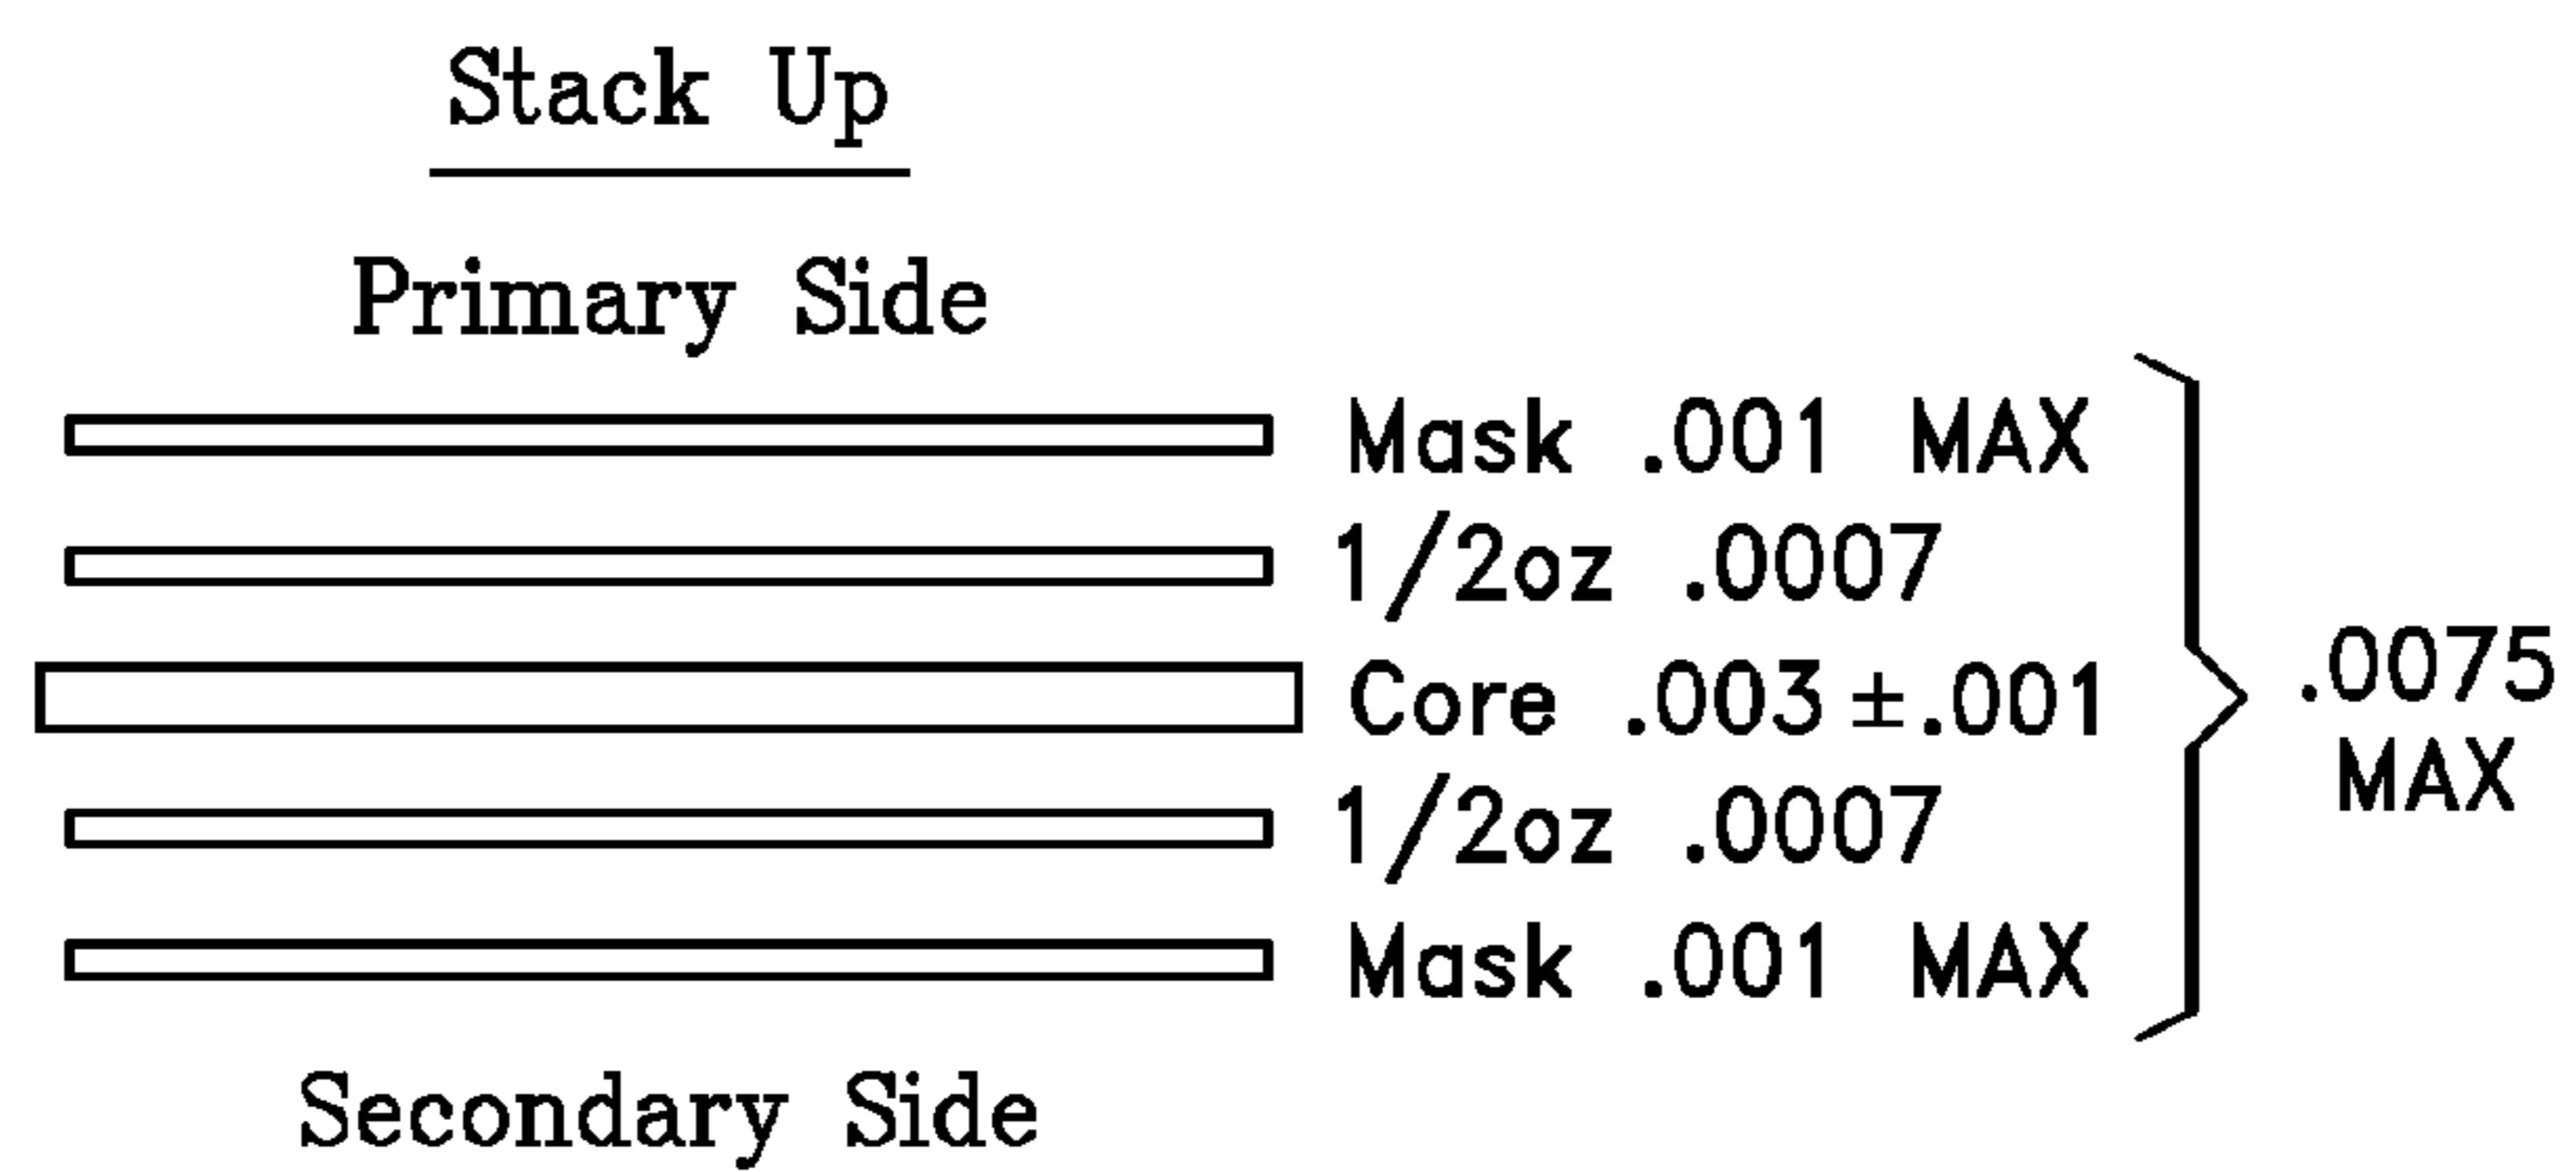 Stack Up
Primary Side
Mask .001 MAX
1/2oz .0007
Core .003±.001
1/2oz .0007
Mask .001 MAX
.0075
MAX
Secondary Side